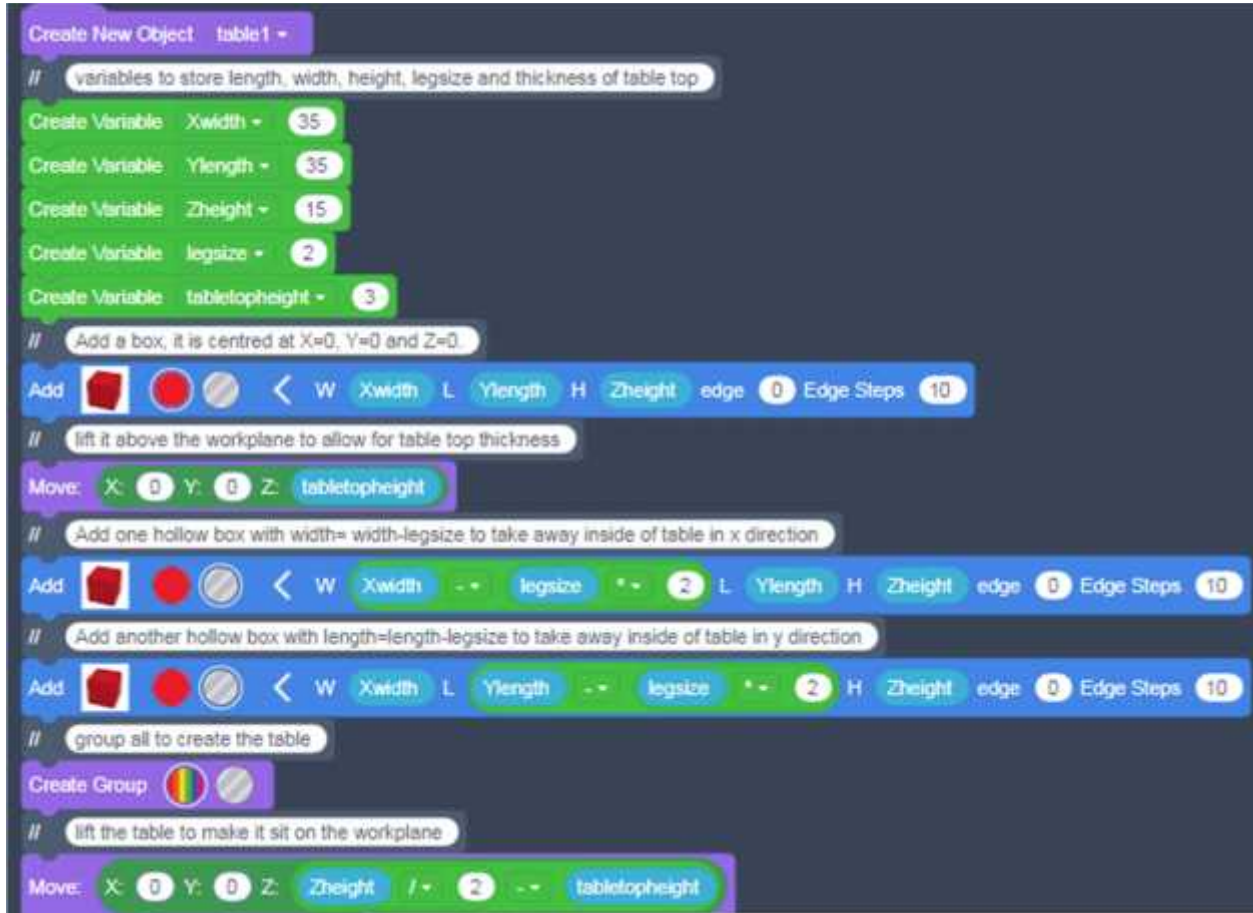 Create New Object table1
// variables to store length, width, height, legsize and thickness of table top
Create Variable Xwidth 35
Create Variable Ylength 35
Create Variable Zheight 15
Create Variable legsize 2
Create Variable tabletopheight 3
// Add a box, it is centred at X=0, Y=0 and Z=0.
Add < W Xwidth L Ylength H Zheight edge 0 Edge Steps 10
// lift it above the workplane to allow for table top thickness
Move: X: 0 Y: 0 Z: tabletopheight
// Add one hollow box with width= width-legsize to take away inside of table in x direction
Add < W Xwidth - legsize * 2 L Ylength H Zheight edge 0 Edge Steps 10
// Add another hollow box with length=length-legsize to take away inside of table in y direction
Add < W Xwidth L Ylength - legsize * 2 H Zheight edge 0 Edge Steps 10
// group all to create the table
Create Group
// lift the table to make it sit on the workplane
Move: X: 0 Y: 0 Z: Zheight / 2 - tabletopheight